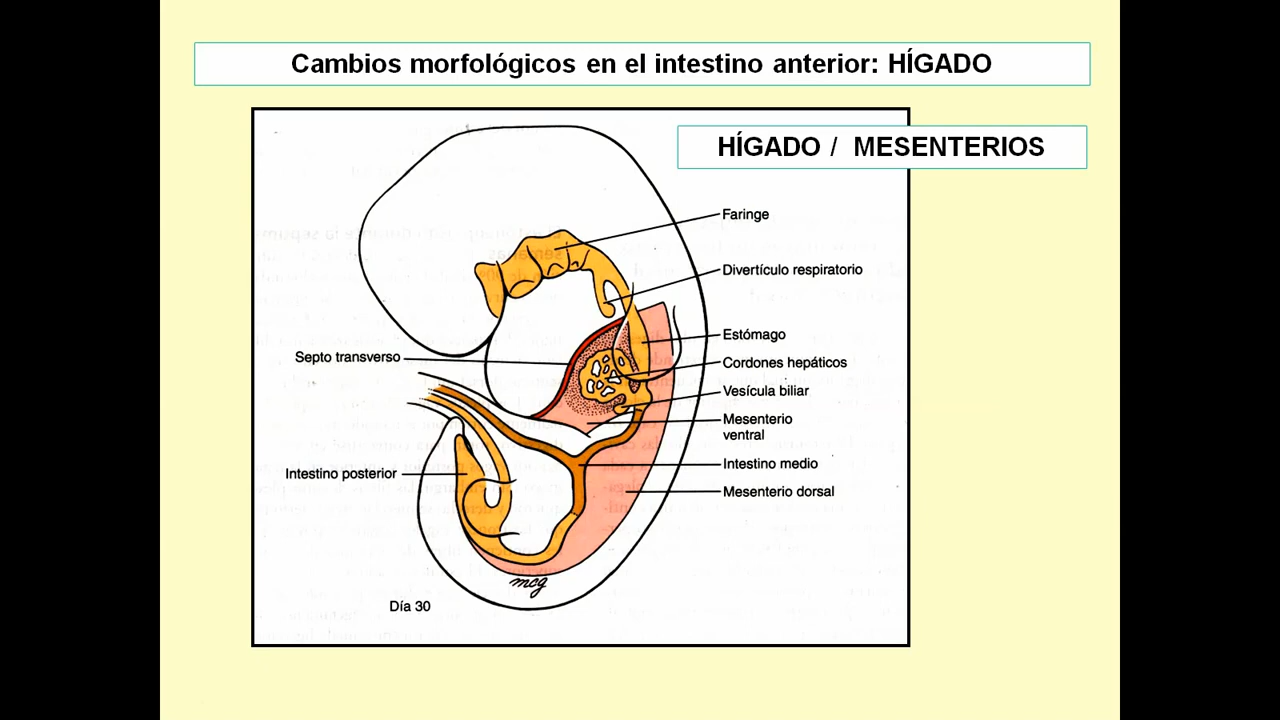 Cambios morfológicos en el intestino anterior: HÍGADO
HÍGADO / MESENTERIOS
Faringe
Divertículo respiratorio
Estómago
Septo transverso
Cordones hepáticos
Vesícula biliar
Mesenterio
ventral
Intestino medio
Intestino posterior
Mesenterio dorsal
mcg
Día 30